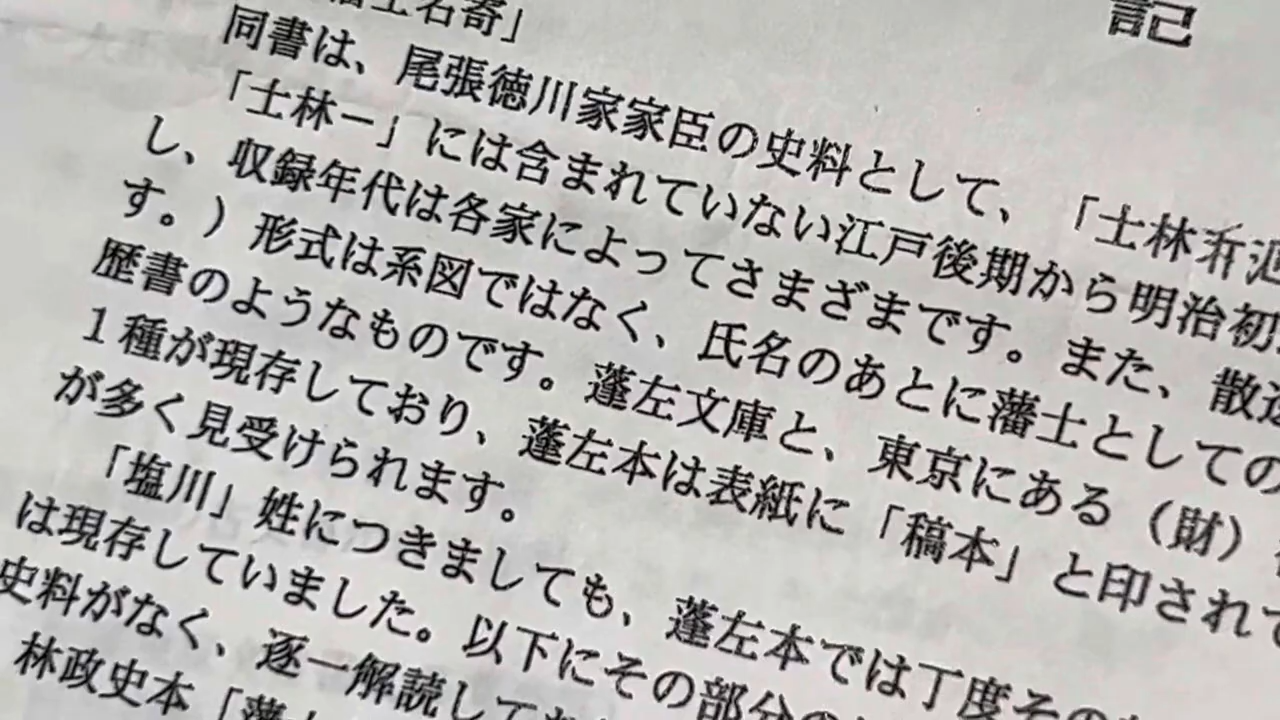 記
藩士名寄」
同書は、尾張徳川家家臣の史料として、「士林泝洄
「士林－」には含まれていない江戸後期から明治初
し、収録年代は各家によってさまざまです。また、散
す。）形式は系図ではなく、氏名のあとに藩士としての
歴書のようなものです。蓬左文庫と、東京にある（財）
１種が現存しており、蓬左本は表紙に「稿本」と印されて
が多く見受けられます。
「塩川」姓につきましても、蓬左本では丁度その
は現存していました。以下にその部分の
史料がなく、逐一解読して
林政史本「藩士